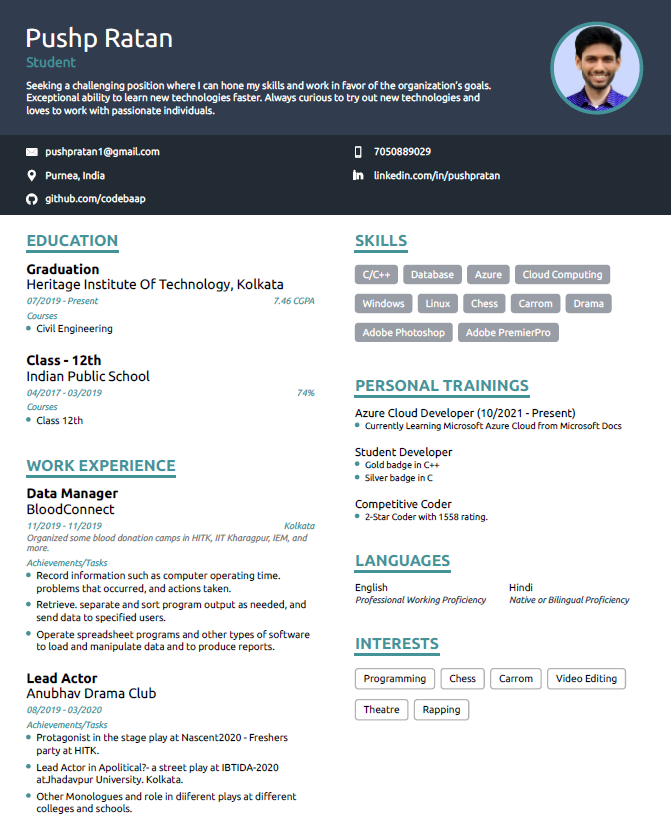 Pushp Ratan
Student
Seeking a challenging position where I can hone my skills and work in favor of the organization's goals.
Exceptional ability to learn new technologies faster. Always curious to try out new technologies and
loves to work with passionate individuals.
pushpratan1@gmail.com
7050889029
Purnea, India
linkedin.com/in/pushpratan
github.com/codebaap
EDUCATION
Graduation
Heritage Institute Of Technology, Kolkata
07/2019 - Present
7.46 CGPA
Courses
Civil Engineering
Class - 12th
Indian Public School
04/2017 - 03/2019
74%
Courses
Class 12th
WORK EXPERIENCE
Data Manager
BloodConnect
11/2019 - 11/2019
Kolkata
Organized some blood donation camps in HITK, IIT Kharagpur, IEM, and
more.
Achievements/Tasks
Record information such as computer operating time.
problems that occurred, and actions taken.
Retrieve. separate and sort program output as needed, and
send data to specified users.
Operate spreadsheet programs and other types of software
to load and manipulate data and to produce reports.
Lead Actor
Anubhav Drama Club
08/2019 - 03/2020
Achievements/Tasks
Protagonist in the stage play at Nascent2020 - Freshers
party at HITK.
Lead Actor in Apolitical?- a street play at IBTIDA-2020
atJhadavpur University. Kolkata.
Other Monologues and role in diiferent plays at different
colleges and schools.
SKILLS
C/C++
Database
Azure
Cloud Computing
Windows
Linux
Chess
Carrom
Drama
Adobe Photoshop
Adobe PremierPro
PERSONAL TRAININGS
Azure Cloud Developer (10/2021 - Present)
Currently Learning Microsoft Azure Cloud from Microsoft Docs
Student Developer
Gold badge in C++
Silver badge in C
Competitive Coder
2-Star Coder with 1558 rating.
LANGUAGES
English
Professional Working Proficiency
Hindi
Native or Bilingual Proficiency
INTERESTS
Programming
Chess
Carrom
Video Editing
Theatre
Rapping